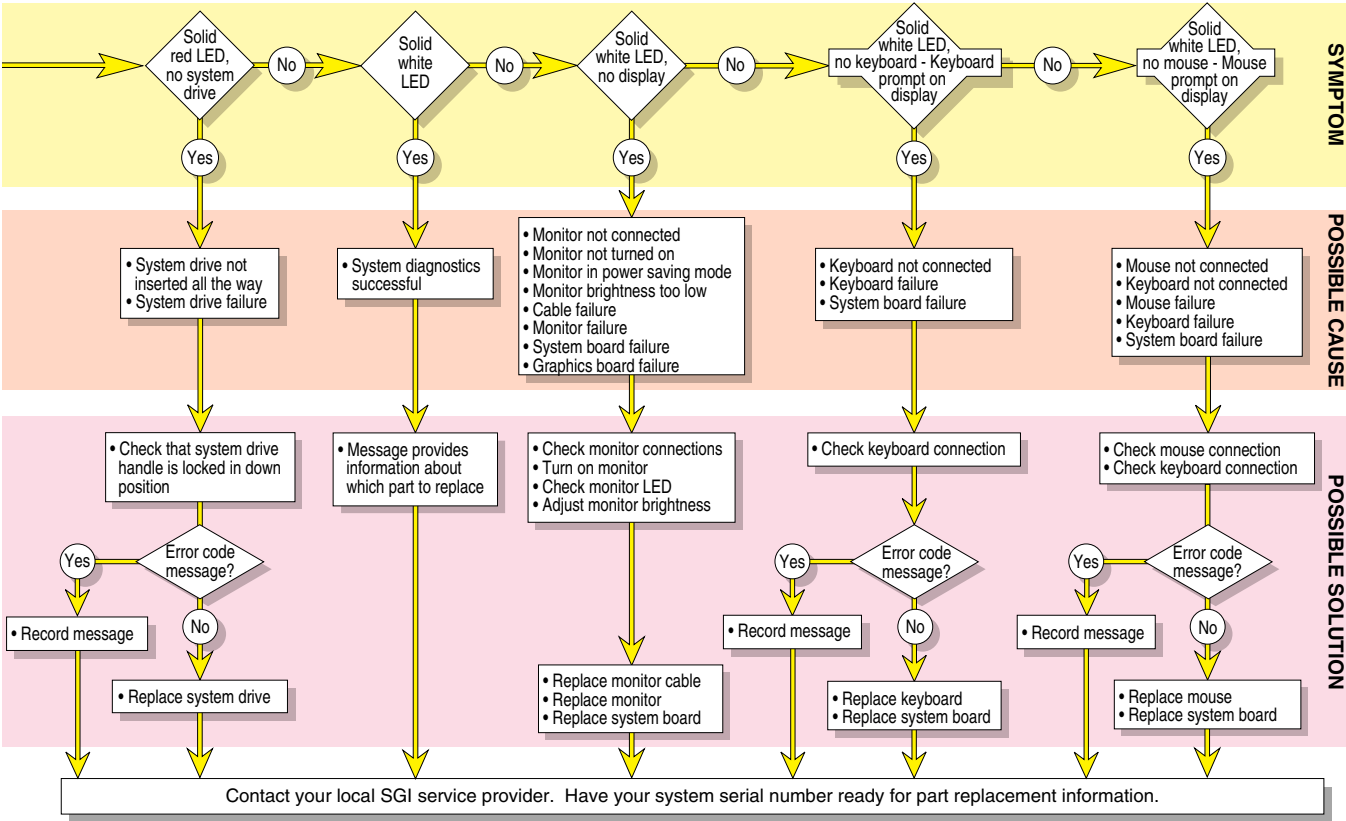 Solid
red LED,
no system
drive
No
Solid
white
LED
No
Solid
white LED,
no display
No
Solid
white LED,
no keyboard - Keyboard
prompt on
display
No
Solid
white LED,
no mouse - Mouse
prompt on
display
SYMPTOM
Yes
Yes
Yes
Yes
Yes
• System drive not
inserted all the way
• System drive failure
• System diagnostics
successful
• Monitor not connected
• Monitor not turned on
• Monitor in power saving mode
• Monitor brightness too low
• Cable failure
• Monitor failure
• System board failure
• Graphics board failure
• Keyboard not connected
• Keyboard failure
• System board failure
• Mouse not connected
• Keyboard not connected
• Mouse failure
• Keyboard failure
• System board failure
POSSIBLE CAUSE
• Check that system drive
handle is locked in down
position
• Message provides
information about
which part to replace
• Check monitor connections
• Turn on monitor
• Check monitor LED
• Adjust monitor brightness
• Check keyboard connection
• Check mouse connection
• Check keyboard connection
POSSIBLE SOLUTION
Yes
Error code
message?
Yes
Error code
message?
Yes
Error code
message?
• Record message
No
• Record message
No
• Record message
No
• Replace system drive
• Replace monitor cable
• Replace monitor
• Replace system board
• Replace keyboard
• Replace system board
• Replace mouse
• Replace system board
Contact your local SGI service provider. Have your system serial number ready for part replacement information.